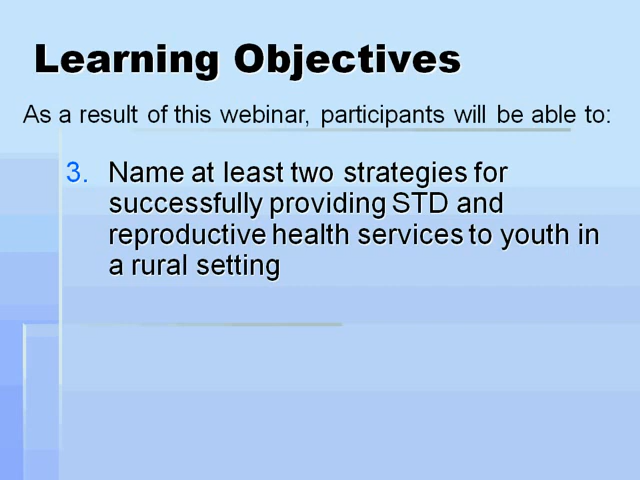 Learning Objectives
As a result of this webinar, participants will be able to:
3. Name at least two strategies for
successfully providing STD and
reproductive health services to youth in
a rural setting